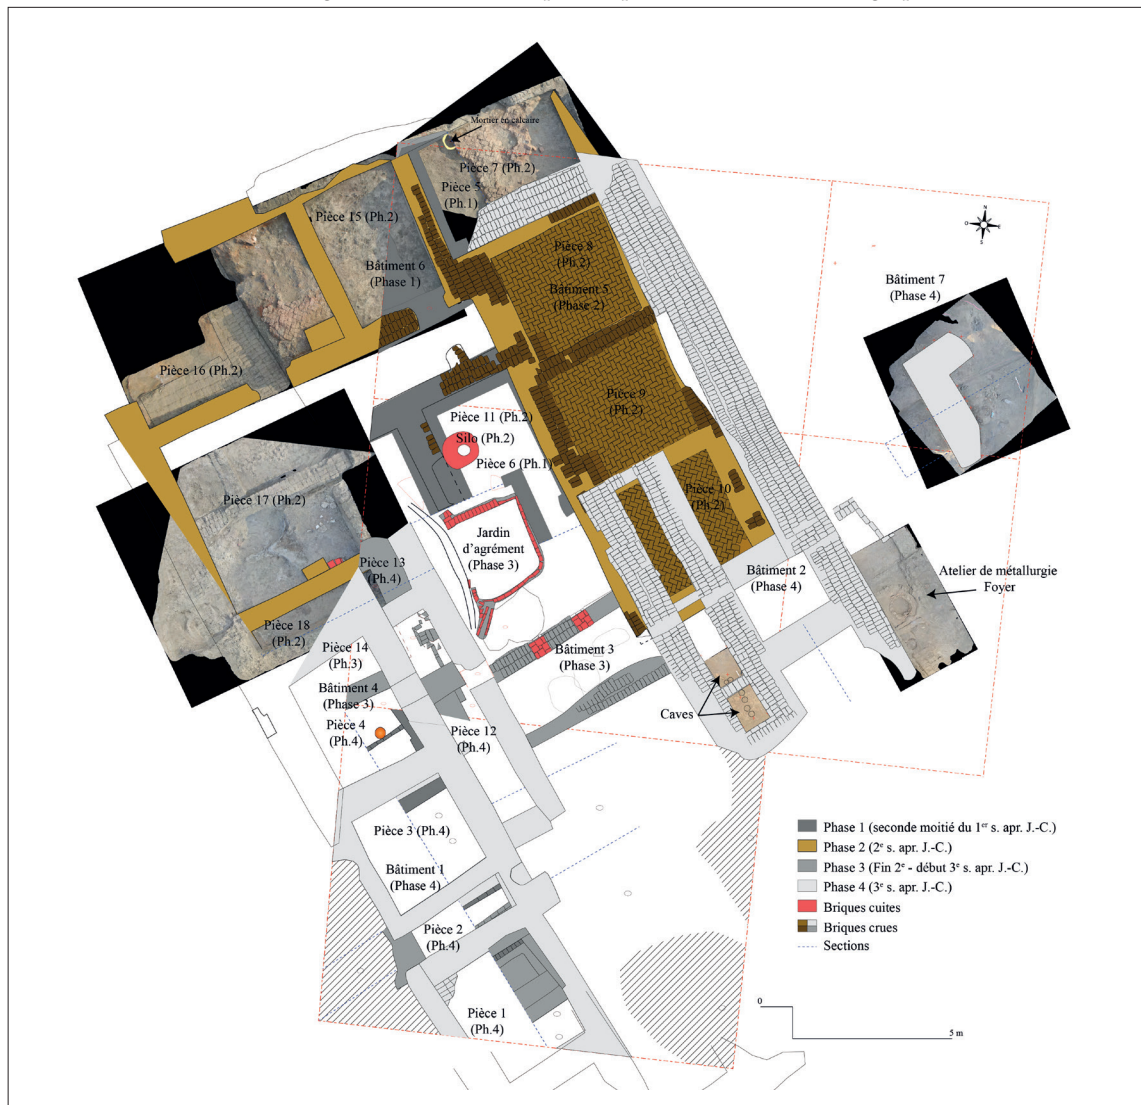 Mortier en calcaire
Pièce 7 (Ph.2)
Pièce 5
(Ph.1)
Pièce 15 (Ph.2)
Bâtiment 6
(Phase 1)
Pièce 8
(Ph.2)
Bâtiment 5
(Phase 2)
N
O
E
S
Bâtiment 7
(Phase 4)
Pièce 16 (Ph.2)
Pièce 9
(Ph.2)
Pièce 11 (Ph.2)
Silo (Ph.2)
Pièce 6 (Ph.1)
Pièce 17 (Ph.2)
Pièce 10
(Ph.2)
Jardin
d’agrément
(Phase 3)
Pièce 13
(Ph.4)
Bâtiment 2
(Phase 4)
Atelier de métallurgie
Foyer
Pièce 18
(Ph.2)
Pièce 14
(Ph.3)
Bâtiment 3
(Phase 3)
Bâtiment 4
(Phase 3)
Pièce 4
(Ph.4)
Pièce 12
(Ph.4)
Caves
Pièce 3 (Ph.4)
Bâtiment 1
(Phase 4)
Pièce 2
(Ph.4)
Pièce 1
(Ph.4)
Phase 1 (seconde moitié du 1er s. apr. J.-C.)
Phase 2 (2e s. apr. J.-C.)
Phase 3 (Fin 2e - début 3e s. apr. J.-C.)
Phase 4 (3e s. apr. J.-C.)
Briques cuites
Briques crues
Sections
0
5 m